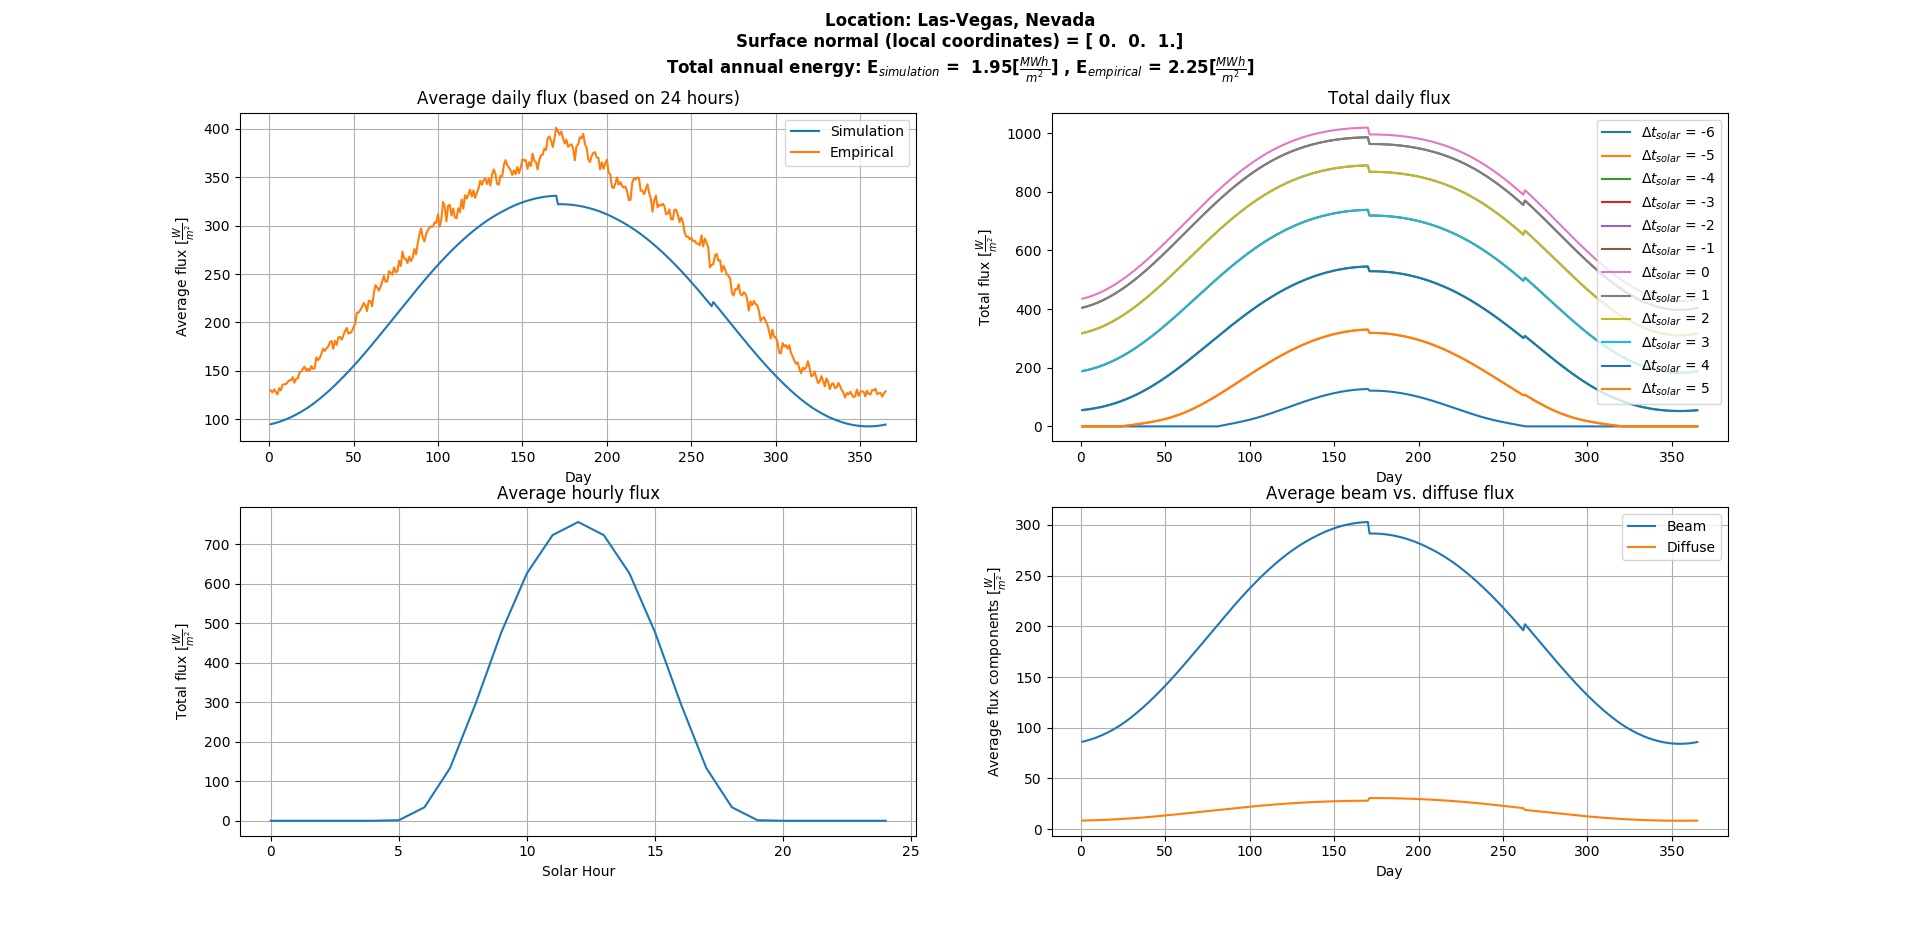 Location: Las-Vegas, Nevada
Surface normal (local coordinates) = [ 0.  0.  1.]
Total annual energy: E_simulation =  1.95[MWh/m²] , E_empirical = 2.25[MWh/m²]
Average daily flux (based on 24 hours)
Average flux [W/m²]
400
350
300
250
200
150
100
0 50 100 150 200 250 300 350
Day
Simulation
Empirical
Total daily flux
Total flux [W/m²]
1000
800
600
400
200
0
0 50 100 150 200 250 300 350
Day
Δt_solar = -6
Δt_solar = -5
Δt_solar = -4
Δt_solar = -3
Δt_solar = -2
Δt_solar = -1
Δt_solar = 0
Δt_solar = 1
Δt_solar = 2
Δt_solar = 3
Δt_solar = 4
Δt_solar = 5
Average hourly flux
Total flux [W/m²]
700
600
500
400
300
200
100
0
0 5 10 15 20 25
Solar Hour
Average beam vs. diffuse flux
Average flux components [W/m²]
300
250
200
150
100
50
0
0 50 100 150 200 250 300 350
Day
Beam
Diffuse